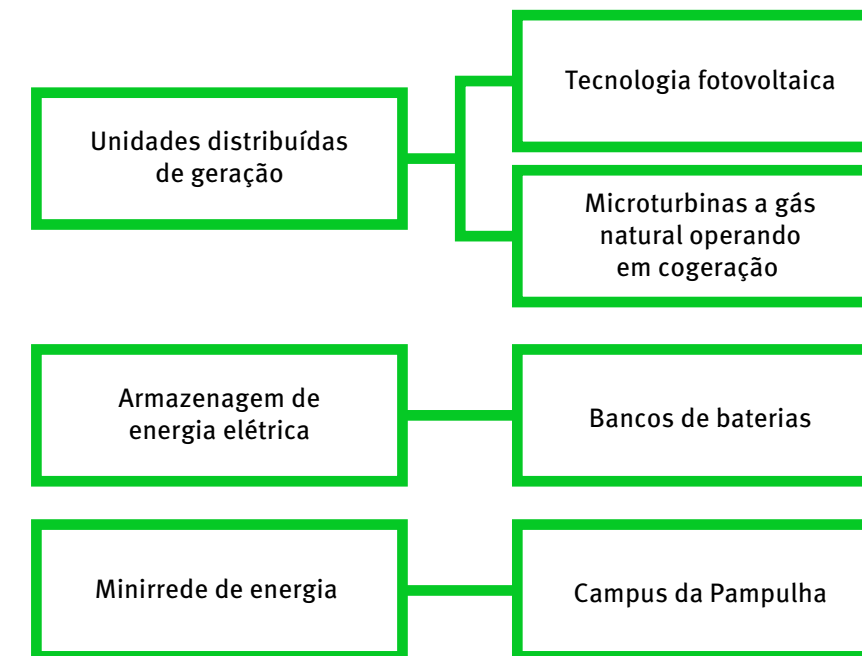 Unidades distribuídas
de geração
Tecnologia fotovoltaica
Microturbinas a gás
natural operando
em cogeração
Armazenagem de
energia elétrica
Bancos de baterias
Minirrede de energia
Campus da Pampulha